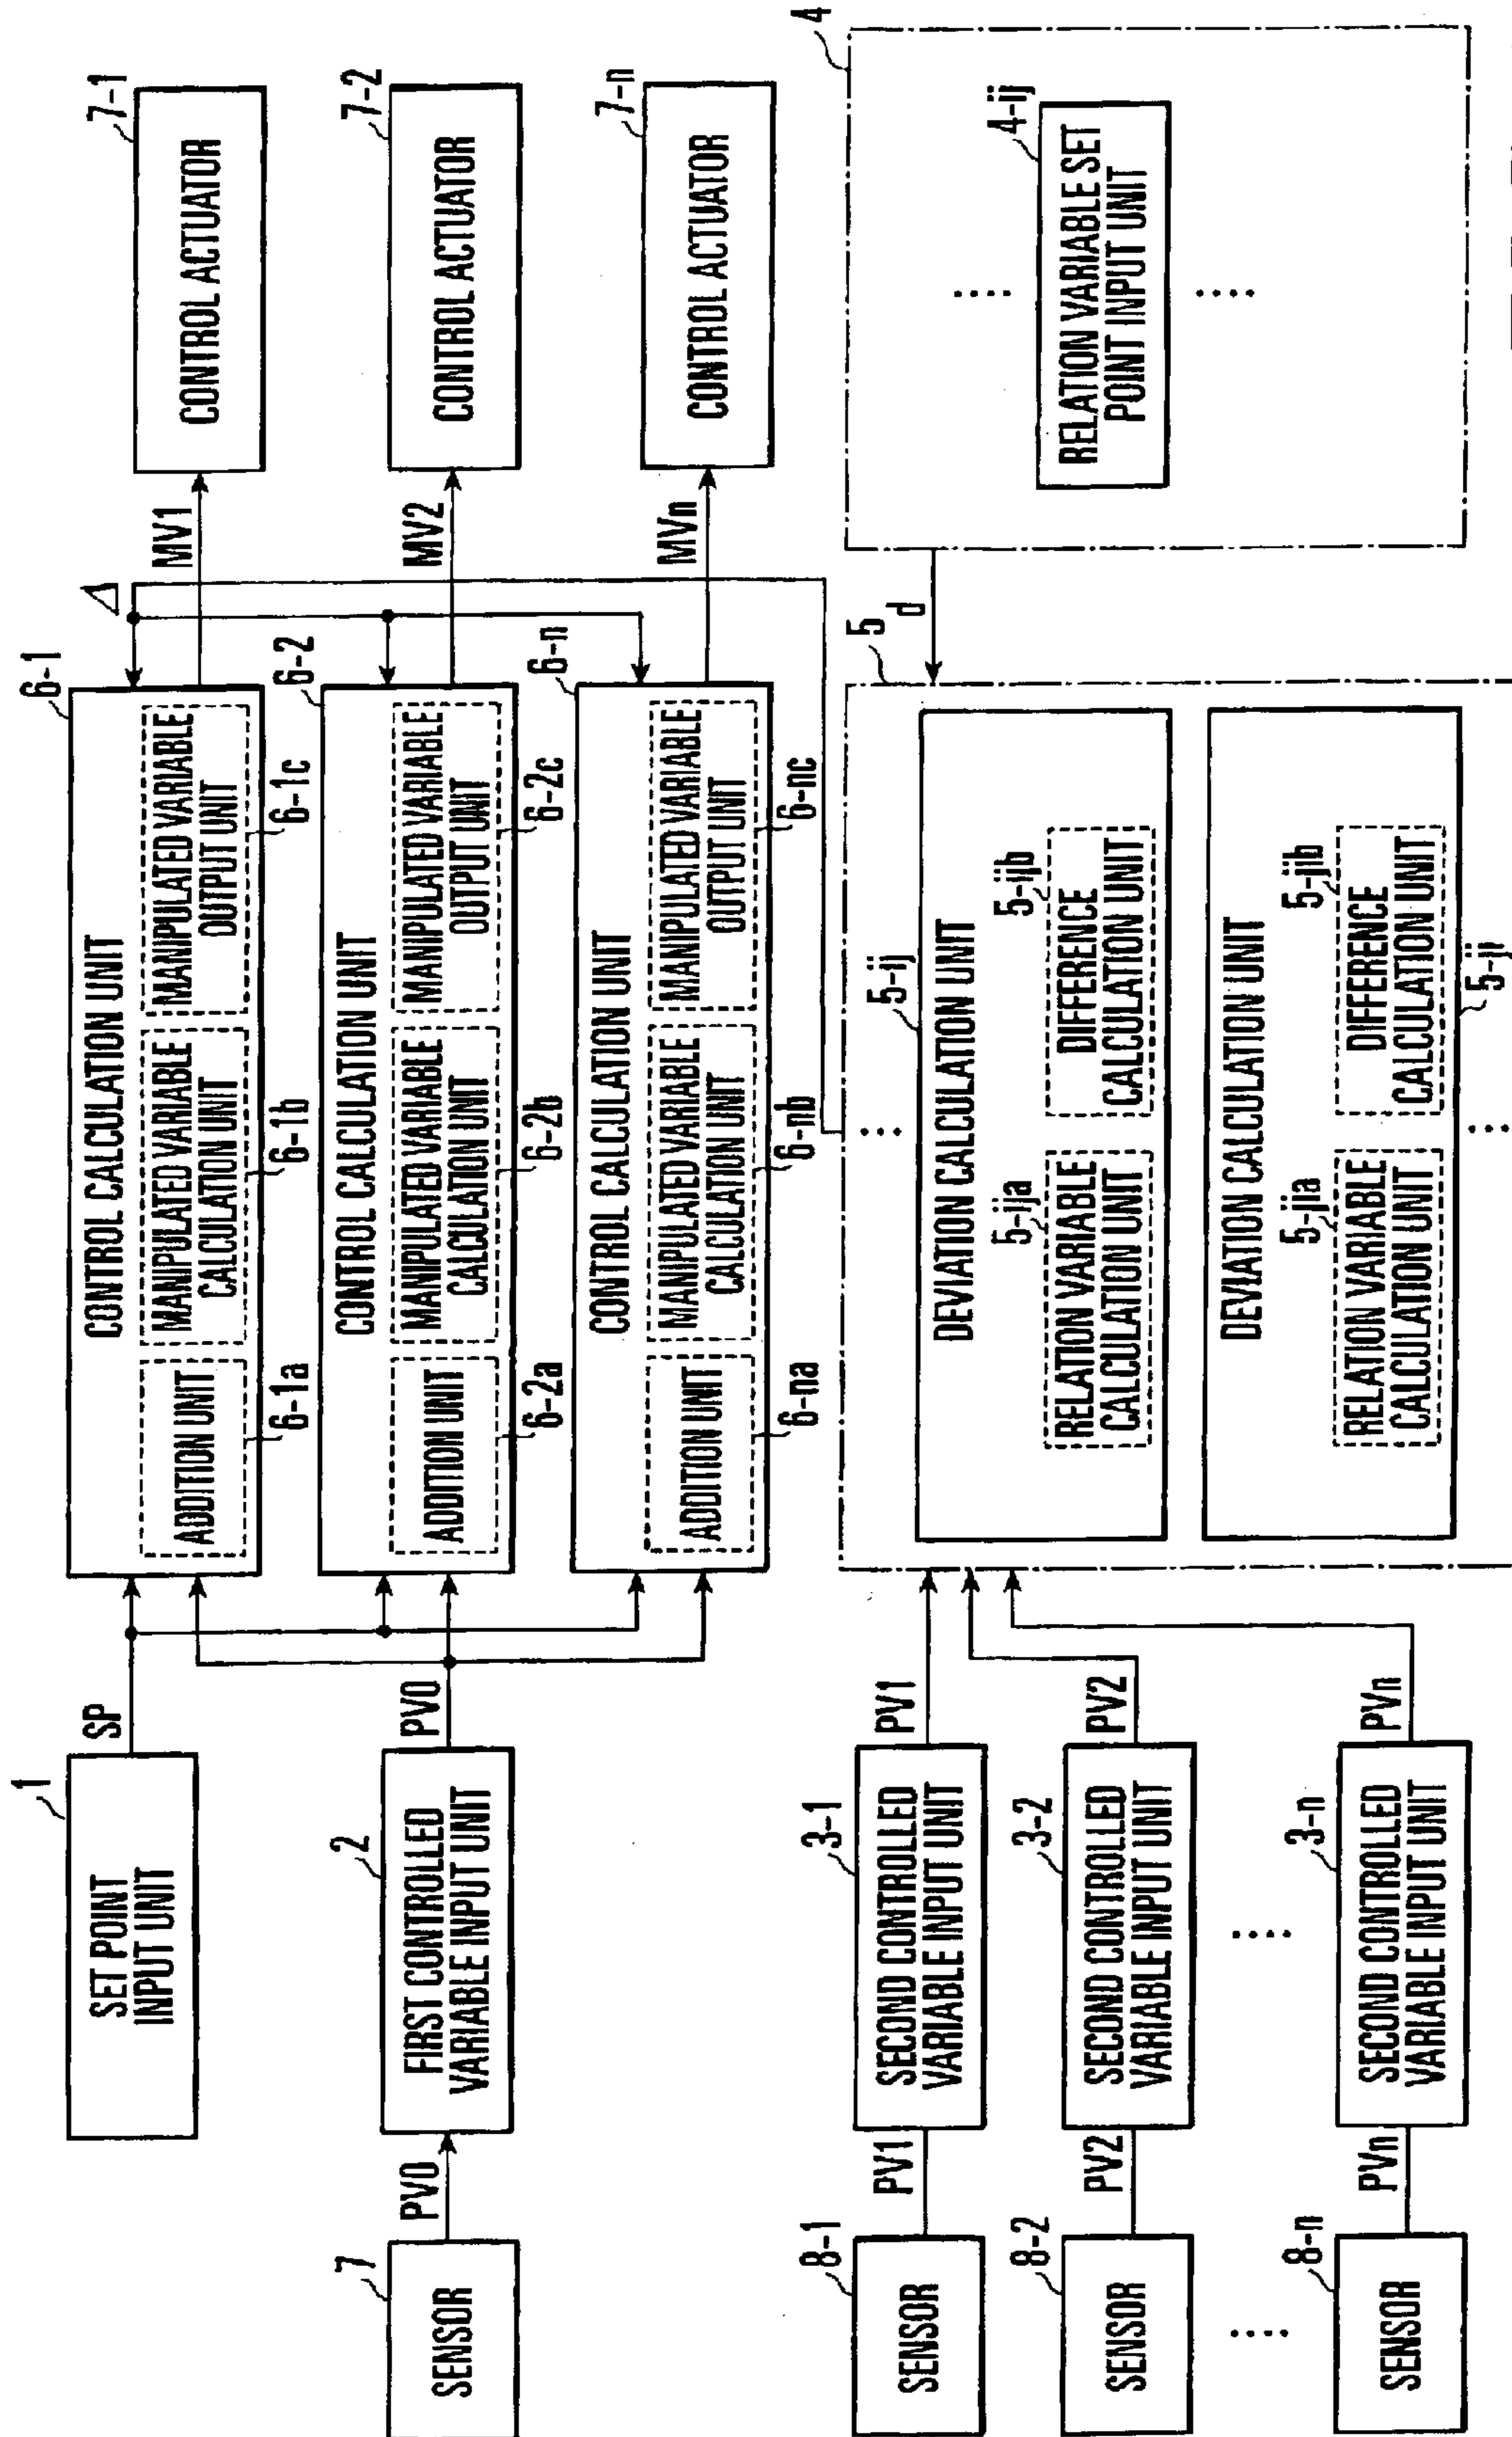 1
SET POINT
INPUT UNIT
SP
7
SENSOR
PV0
2
FIRST CONTROLLED
VARIABLE INPUT UNIT
PV0
6-1
CONTROL CALCULATION UNIT
ADDITION UNIT
6-1a
MANIPULATED VARIABLE
CALCULATION UNIT
6-1b
MANIPULATED VARIABLE
OUTPUT UNIT
6-1c
Δ
MV1
7-1
CONTROL ACTUATOR
6-2
CONTROL CALCULATION UNIT
ADDITION UNIT
6-2a
MANIPULATED VARIABLE
CALCULATION UNIT
6-2b
MANIPULATED VARIABLE
OUTPUT UNIT
6-2c
MV2
7-2
CONTROL ACTUATOR
6-n
CONTROL CALCULATION UNIT
ADDITION UNIT
6-na
MANIPULATED VARIABLE
CALCULATION UNIT
6-nb
MANIPULATED VARIABLE
OUTPUT UNIT
6-nc
MVn
7-n
CONTROL ACTUATOR
8-1
SENSOR
PV1
3-1
SECOND CONTROLLED
VARIABLE INPUT UNIT
PV1
8-2
SENSOR
PV2
3-2
SECOND CONTROLLED
VARIABLE INPUT UNIT
PV2
8-n
SENSOR
PVn
3-n
SECOND CONTROLLED
VARIABLE INPUT UNIT
PVn
5
5-ij
DEVIATION CALCULATION UNIT
5-ija
RELATION VARIABLE
CALCULATION UNIT
5-ijb
DIFFERENCE
CALCULATION UNIT
DEVIATION CALCULATION UNIT
5-jia
RELATION VARIABLE
CALCULATION UNIT
5-jib
DIFFERENCE
CALCULATION UNIT
5-ji
d
4
4-ij
RELATION VARIABLE SET
POINT INPUT UNIT